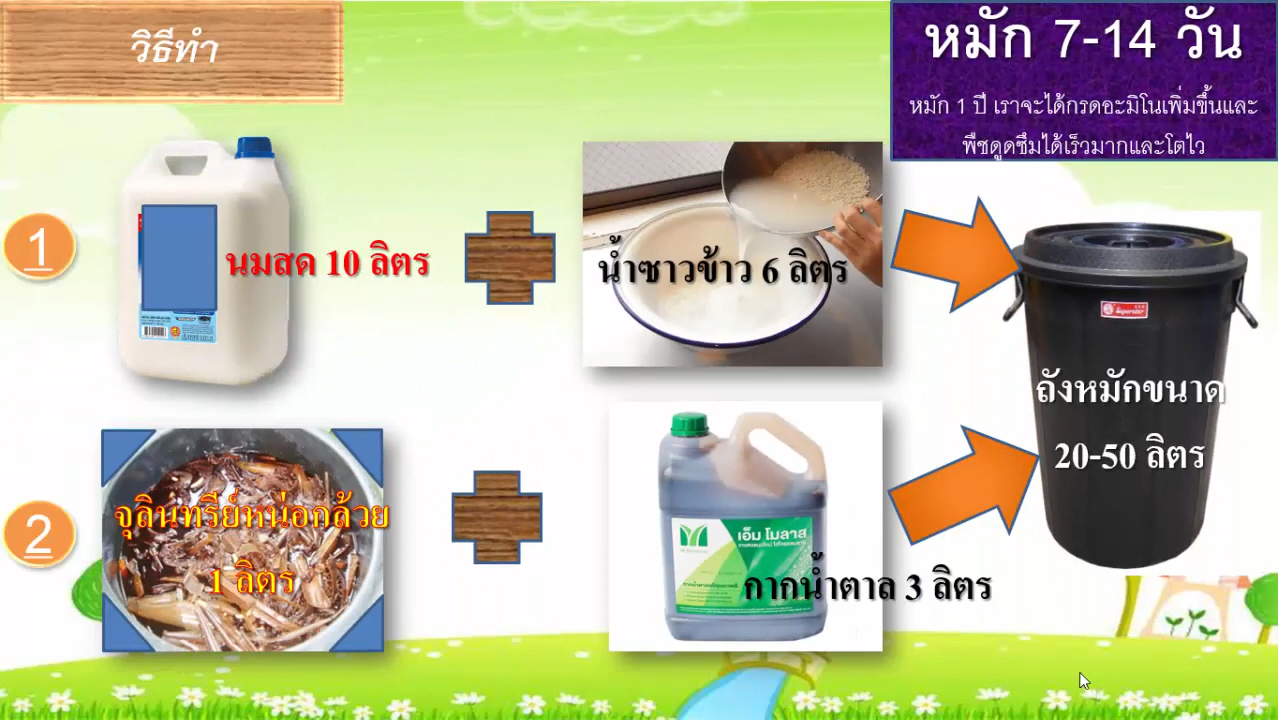 วิธีทำ
หมัก 7-14 วัน
หมัก 1 ปี เราจะได้กรดอะมิโนเพิ่มขึ้นและ
พืชดูดซึมได้เร็วมากและโตไว
1
นมสด 10 ลิตร
น้ำซาวข้าว 6 ลิตร
ถังหมักขนาด
20-50 ลิตร
2
จุลินทรีย์หน่อกล้วย
1 ลิตร
เอ็ม โมลาส
กากน้ำตาล 3 ลิตร